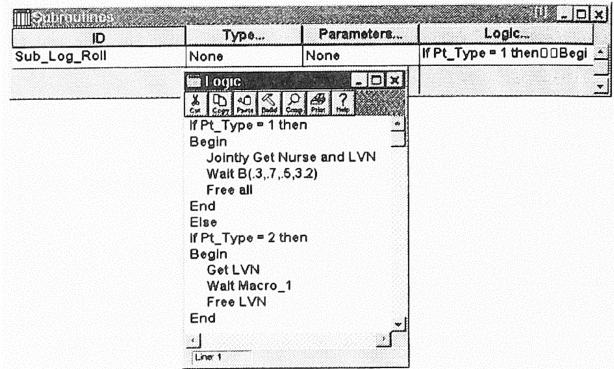 Subroutines [1]
ID Type... Parameters... Logic...
Sub_Log_Roll None None If Pt_Type = 1 then▯▯Begi
Logic
Cut Copy Paste Build Comp Print Help
If Pt_Type = 1 then
Begin
Jointly Get Nurse and LVN
Wait B(.3,.7,.5,3.2)
Free all
End
Else
If Pt_Type = 2 then
Begin
Get LVN
Wait Macro_1
Free LVN
End
Line: 1